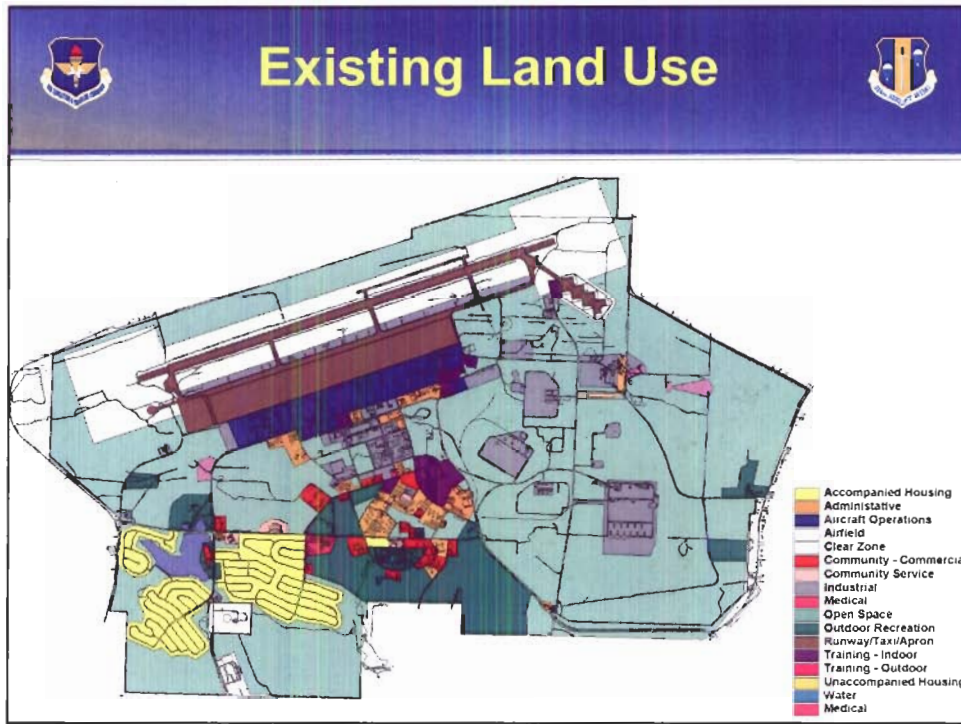 Existing Land Use
Accompanied Housing
Administative
Aircraft Operations
Airfield
Clear Zone
Community - Commercia
Community Service
Industrial
Medical
Open Space
Outdoor Recreation
Runway/Taxi/Apron
Training - Indoor
Training - Outdoor
Unaccompanied Housing
Water
Medical